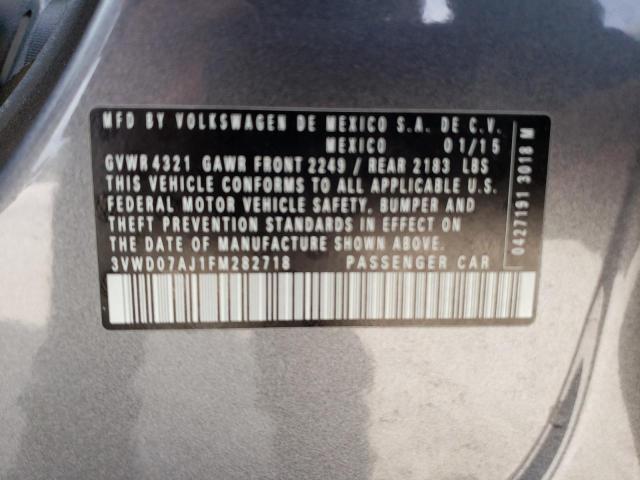 MFD BY VOLKSWAGEN DE MEXICO S.A. DE C.V.
MEXICO 01/15
GVWR 4321 GAWR FRONT 2249 / REAR 2183 LBS
THIS VEHICLE CONFORMS TO ALL APPLICABLE U.S.
FEDERAL MOTOR VEHICLE SAFETY, BUMPER AND
THEFT PREVENTION STANDARDS IN EFFECT ON
THE DATE OF MANUFACTURE SHOWN ABOVE.
3VWD07AJ1FM282718 PASSENGER CAR
0427191 3018 M